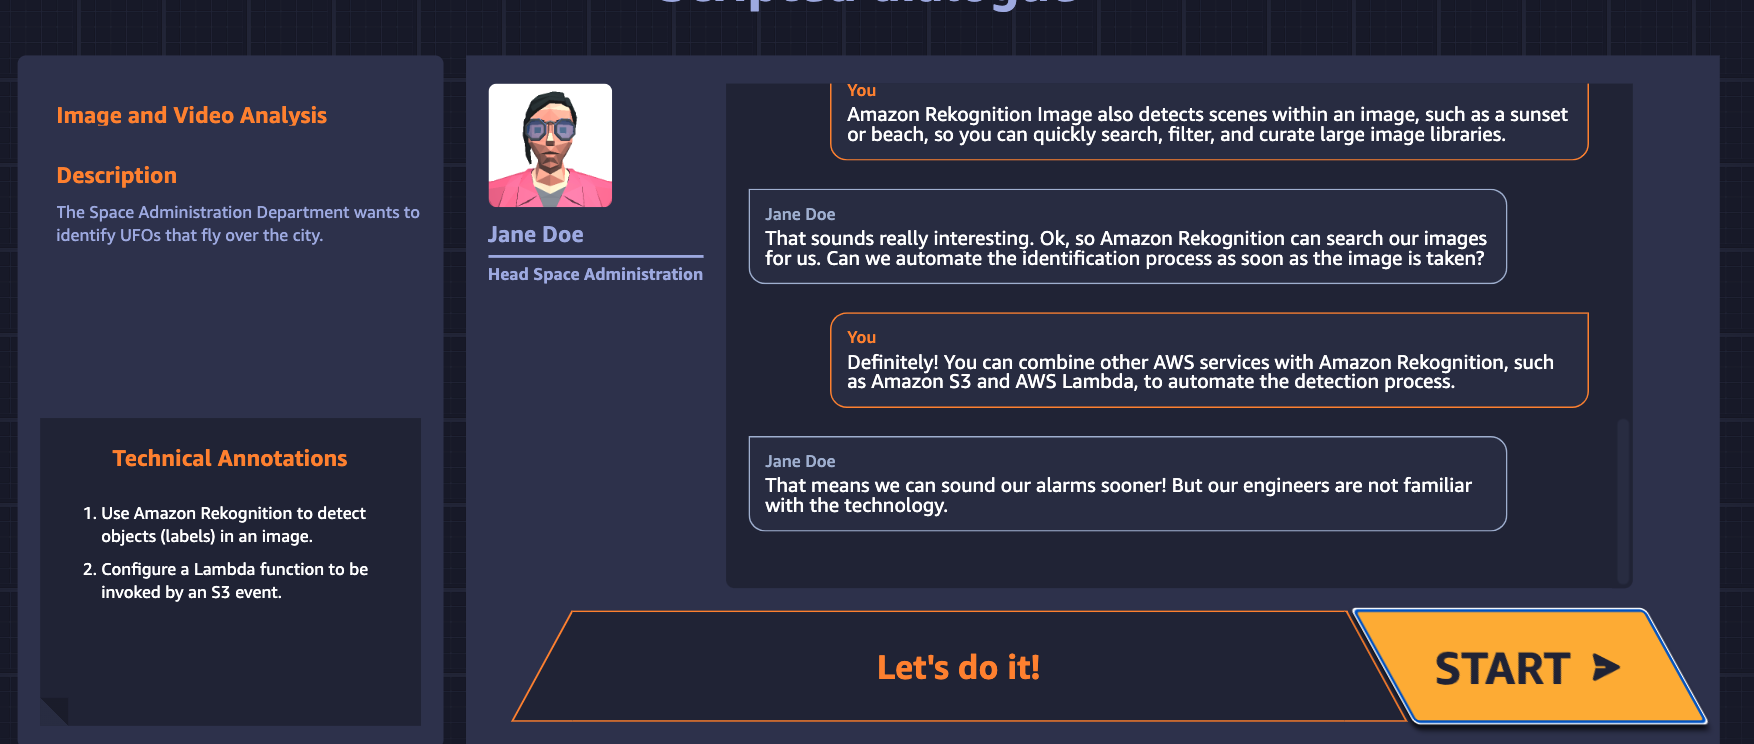 Scripted dialogue
Image and Video Analysis
Description
The Space Administration Department wants to
identify UFOs that fly over the city.
Technical Annotations
1. Use Amazon Rekognition to detect
objects (labels) in an image.
2. Configure a Lambda function to be
invoked by an S3 event.
Jane Doe
Head Space Administration
You
Amazon Rekognition Image also detects scenes within an image, such as a sunset
or beach, so you can quickly search, filter, and curate large image libraries.
Jane Doe
That sounds really interesting. Ok, so Amazon Rekognition can search our images
for us. Can we automate the identification process as soon as the image is taken?
You
Definitely! You can combine other AWS services with Amazon Rekognition, such
as Amazon S3 and AWS Lambda, to automate the detection process.
Jane Doe
That means we can sound our alarms sooner! But our engineers are not familiar
with the technology.
Let's do it!
START